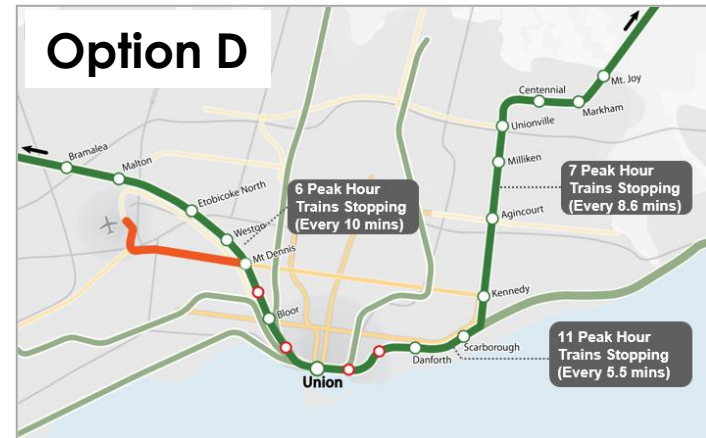 Option D
Mt. Joy
Centennial
Markham
Unionville
Bramalea
Malton
Milliken
7 Peak Hour
Trains Stopping
(Every 8.6 mins)
Etobicoke North
6 Peak Hour
Trains Stopping
(Every 10 mins)
Weston
Agincourt
Mt Dennis
Kennedy
Bloor
11 Peak Hour
Trains Stopping
(Every 5.5 mins)
Scarborough
Danforth
Union